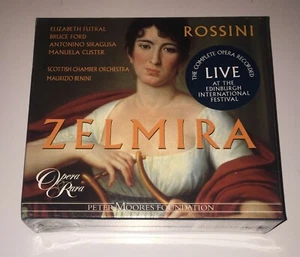 ELIZABETH FUTRAL
BRUCE FORD
ANTONINO SIRAGUSA
MANUELA CUSTER
SCOTTISH CHAMBER ORCHESTRA
MAURIZIO BENINI
ROSSINI
THE COMPLETE OPERA RECORDED
LIVE
AT THE
EDINBURGH
INTERNATIONAL
FESTIVAL
ZELMIRA
Opera
Rara
PETER MOORES FOUNDATION